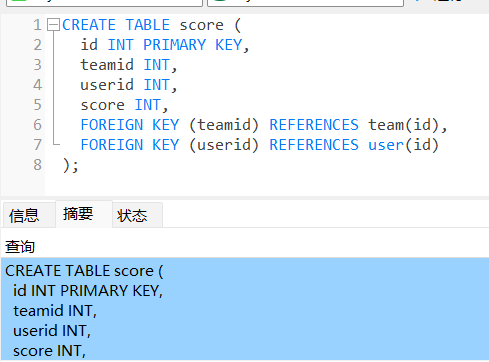 1 CREATE TABLE score (
2 id INT PRIMARY KEY,
3 teamid INT,
4 userid INT,
5 score INT,
6 FOREIGN KEY (teamid) REFERENCES team(id),
7 FOREIGN KEY (userid) REFERENCES user(id)
8 );
信息 摘要 状态
查询
CREATE TABLE score (
id INT PRIMARY KEY,
teamid INT,
userid INT,
score INT,